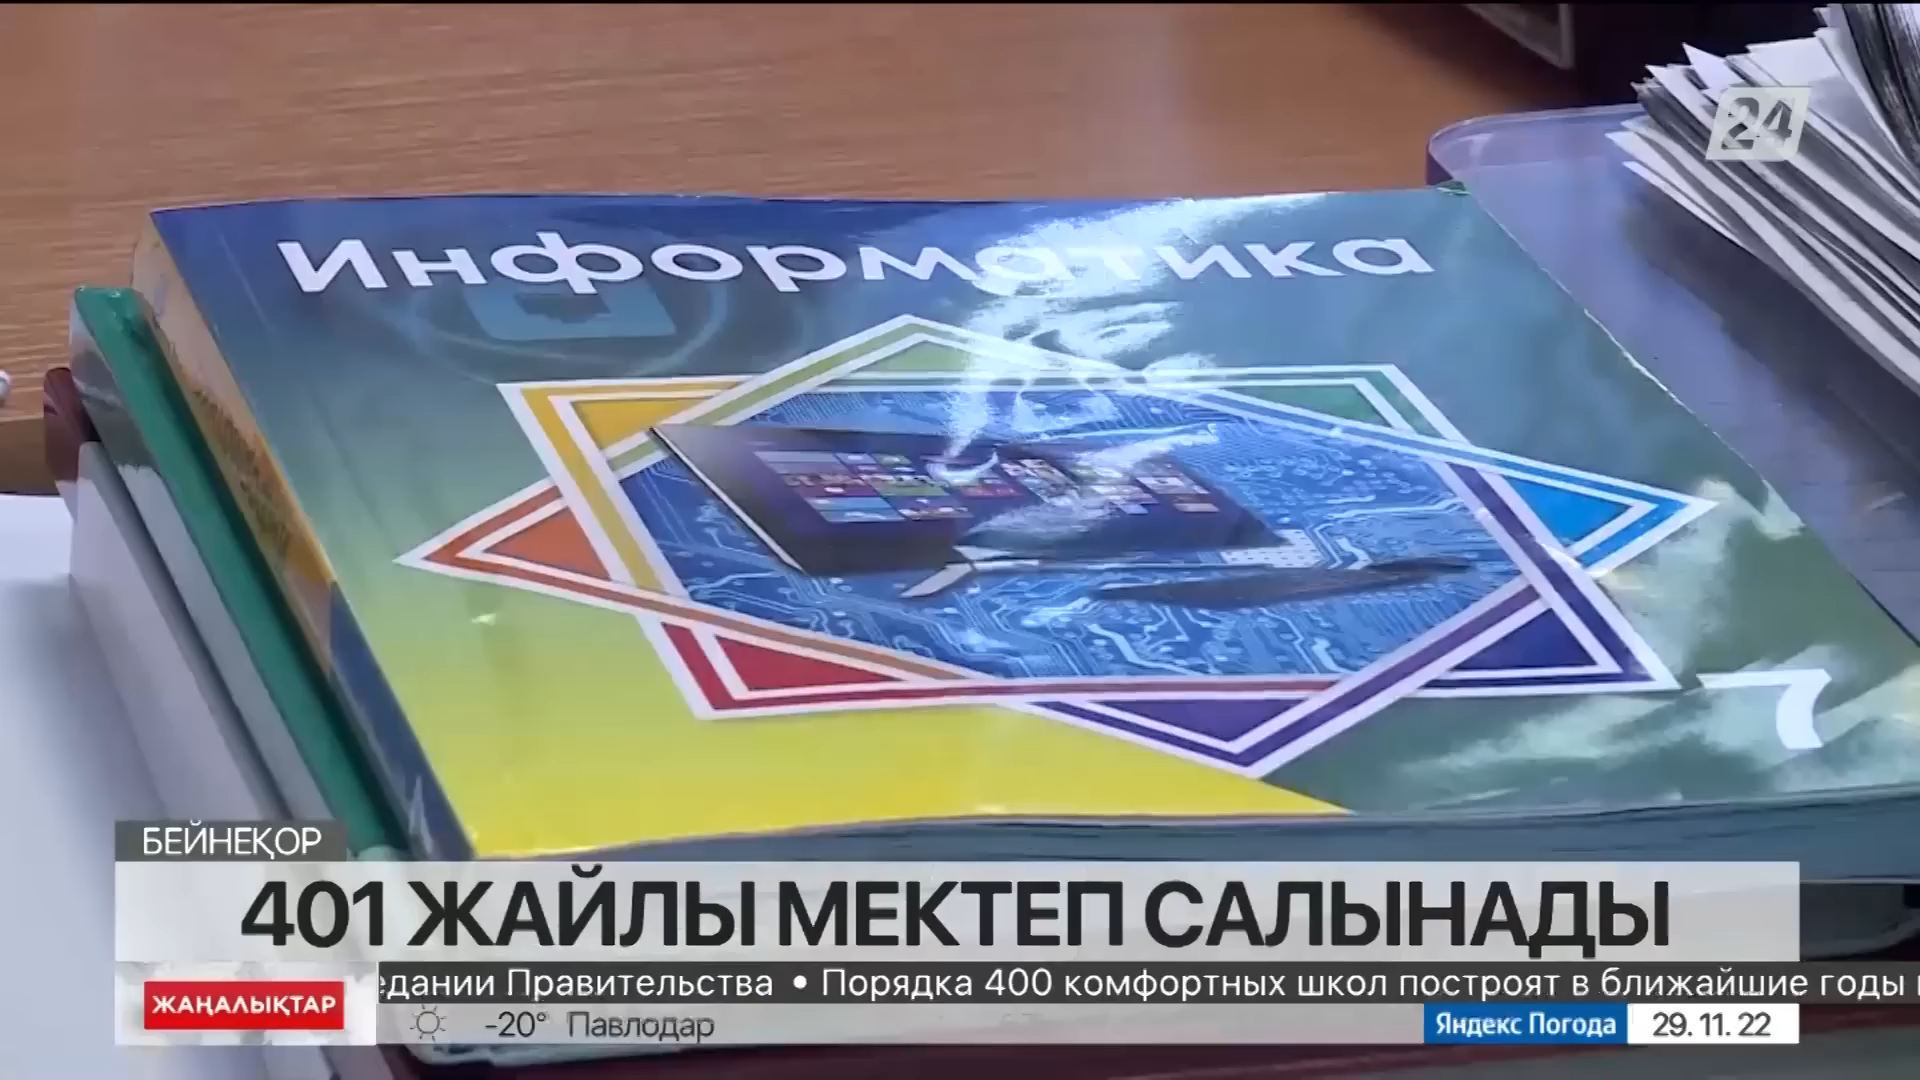 24
Информатика
7
БЕЙНЕҚОР
401 ЖАЙЛЫ МЕКТЕП САЛЫНАДЫ
Правительства • Порядка 400 комфортных школ построят в ближайшие годы
ЖАҢАЛЫҚТАР
-20° Павлодар
Яндекс Погода
29.11.22